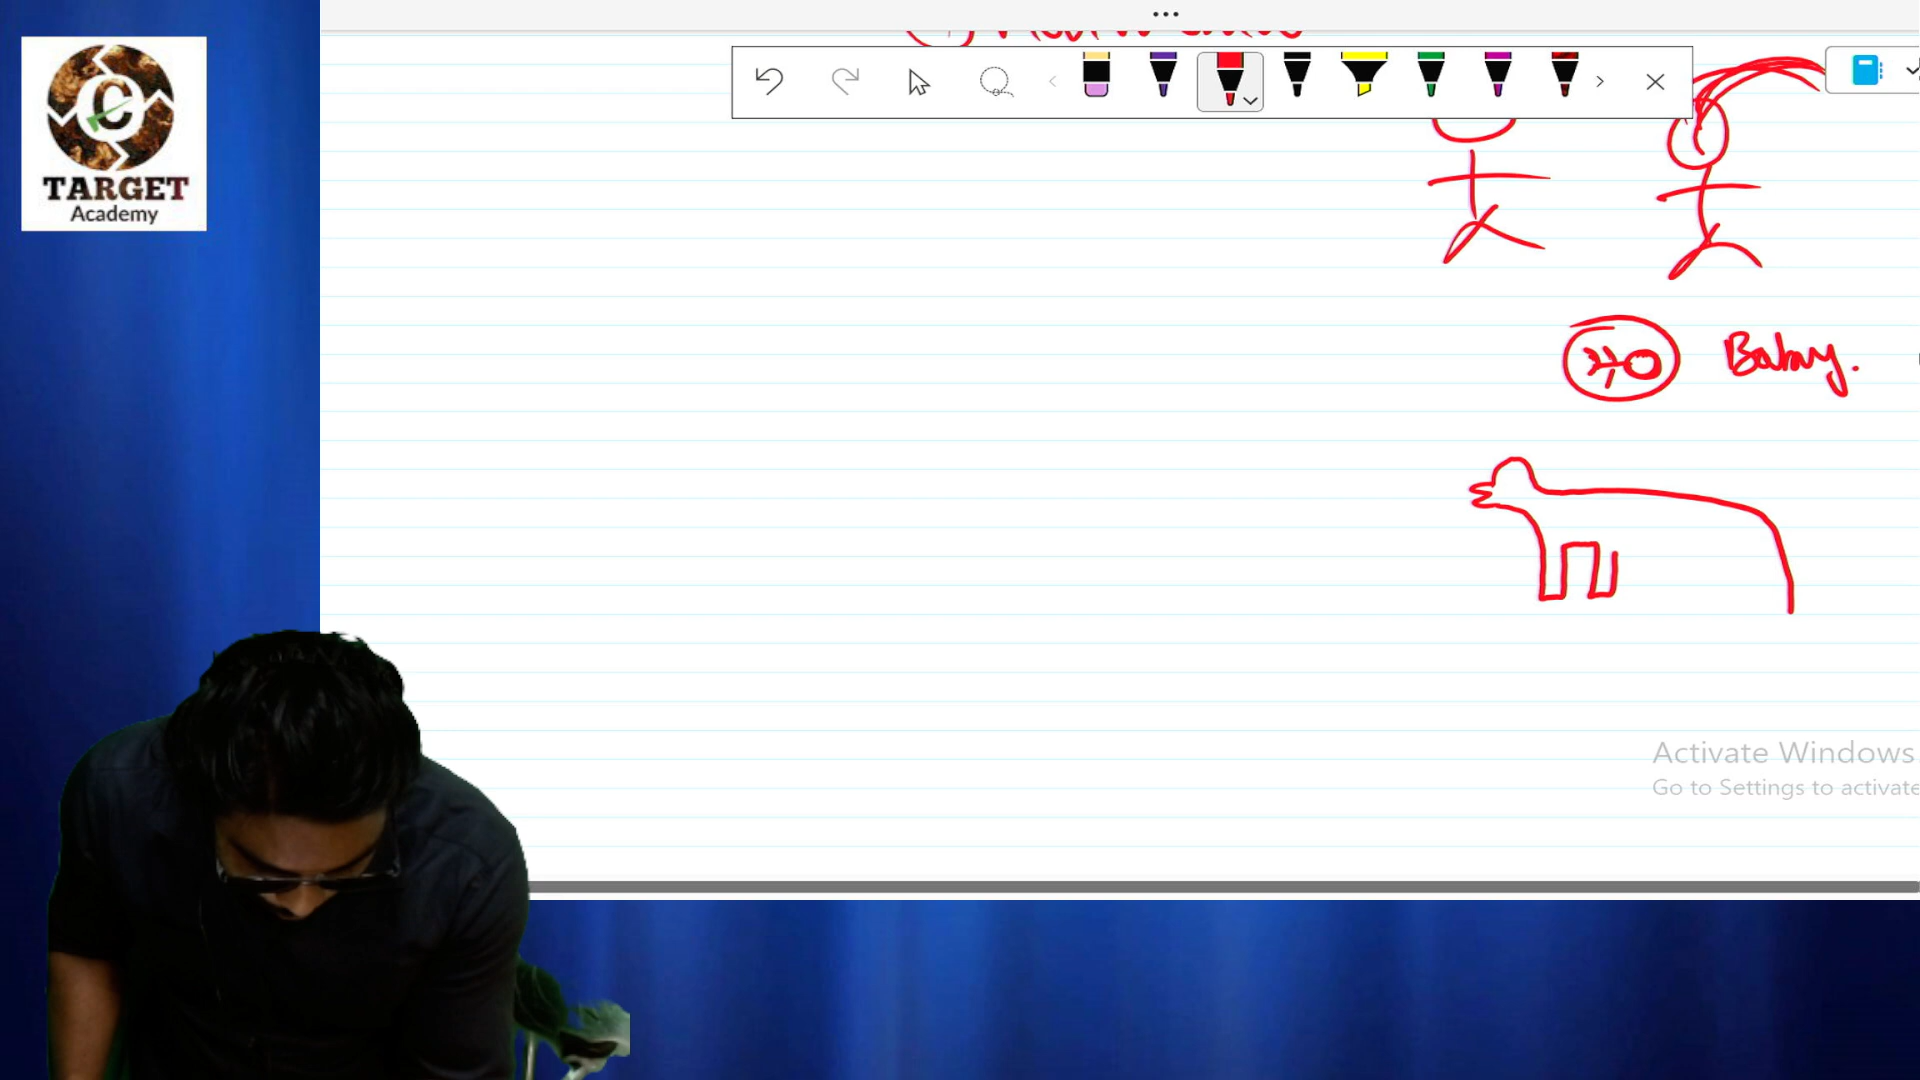 TARGET
Academy
Baby.
Activate Windows
Go to Settings to activate